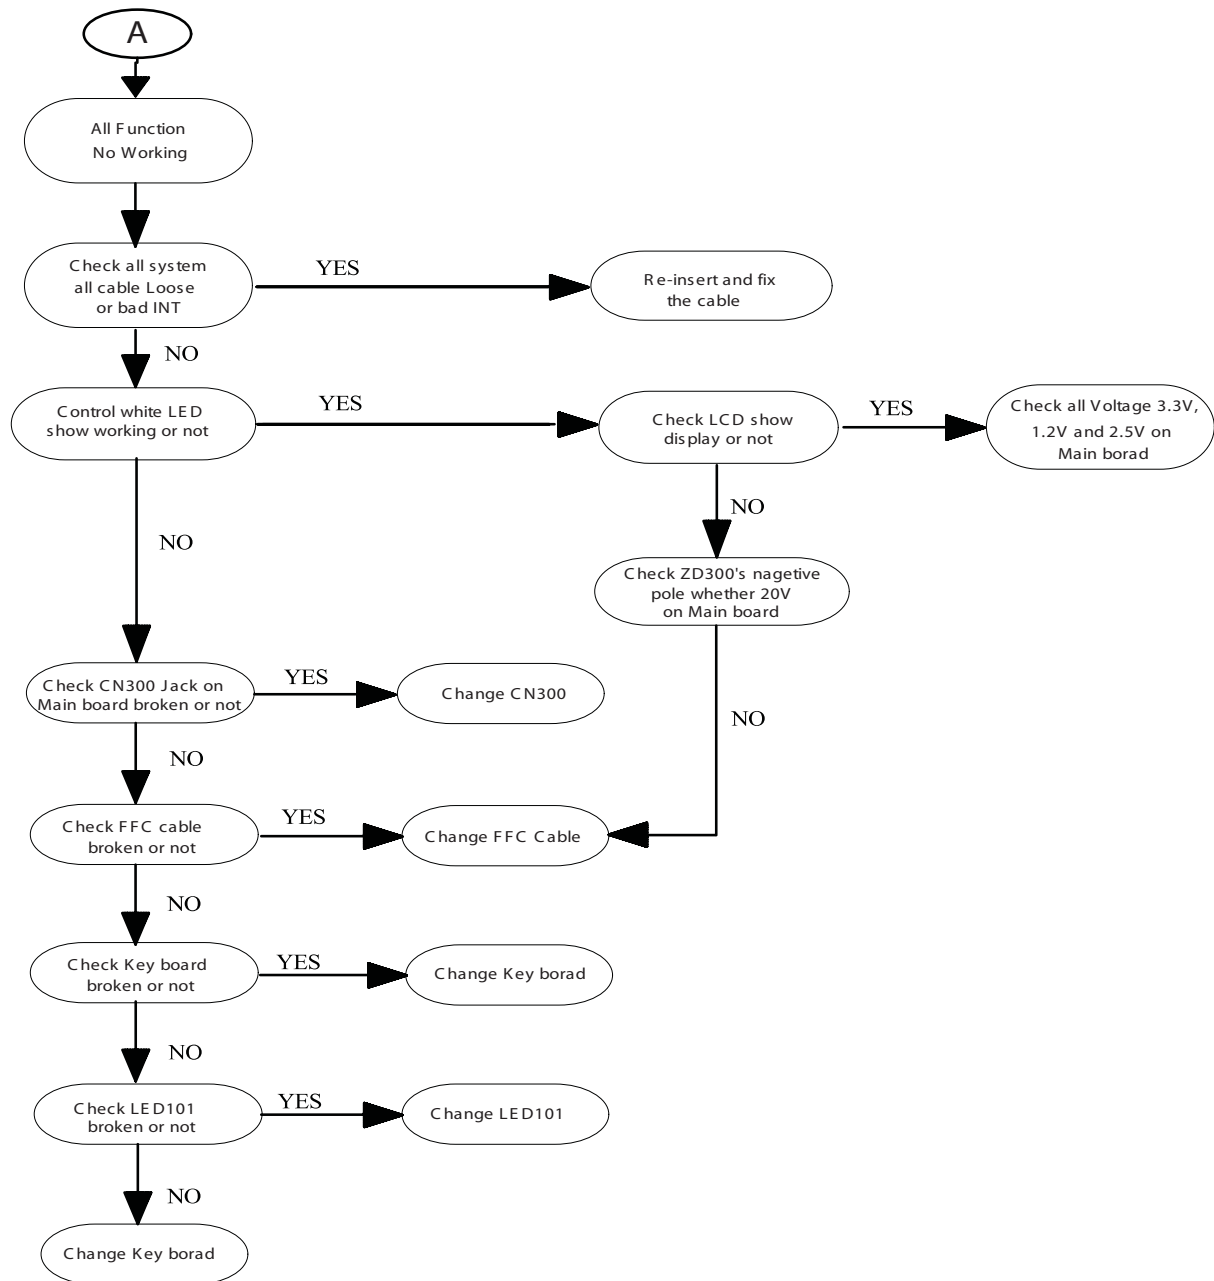 A
All Function
No Working
Check all system
all cable Loose
or bad INT
YES
Re-insert and fix
the cable
NO
Control white LED
show working or not
YES
Check LCD show
display or not
YES
Check all Voltage 3.3V,
1.2V and 2.5V on
Main borad
NO
NO
Check ZD300's nagetive
pole whether 20V
on Main board
Check CN300 Jack on
Main board broken or not
YES
Change CN300
NO
NO
Check FFC cable
broken or not
YES
Change FFC Cable
NO
Check Key board
broken or not
YES
Change Key borad
NO
Check LED101
broken or not
YES
Change LED101
NO
Change Key borad